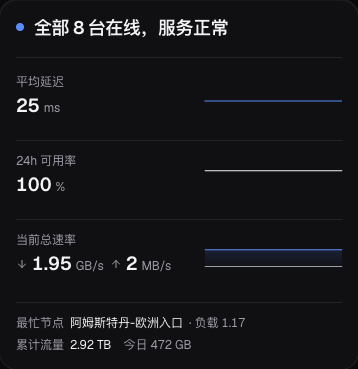 全部 8 台在线，服务正常
平均延迟
25 ms
24h 可用率
100 %
当前总速率
↓ 1.95 GB/s ↑ 2 MB/s
最忙节点 阿姆斯特丹-欧洲入口 · 负载 1.17
累计流量 2.92 TB 今日 472 GB